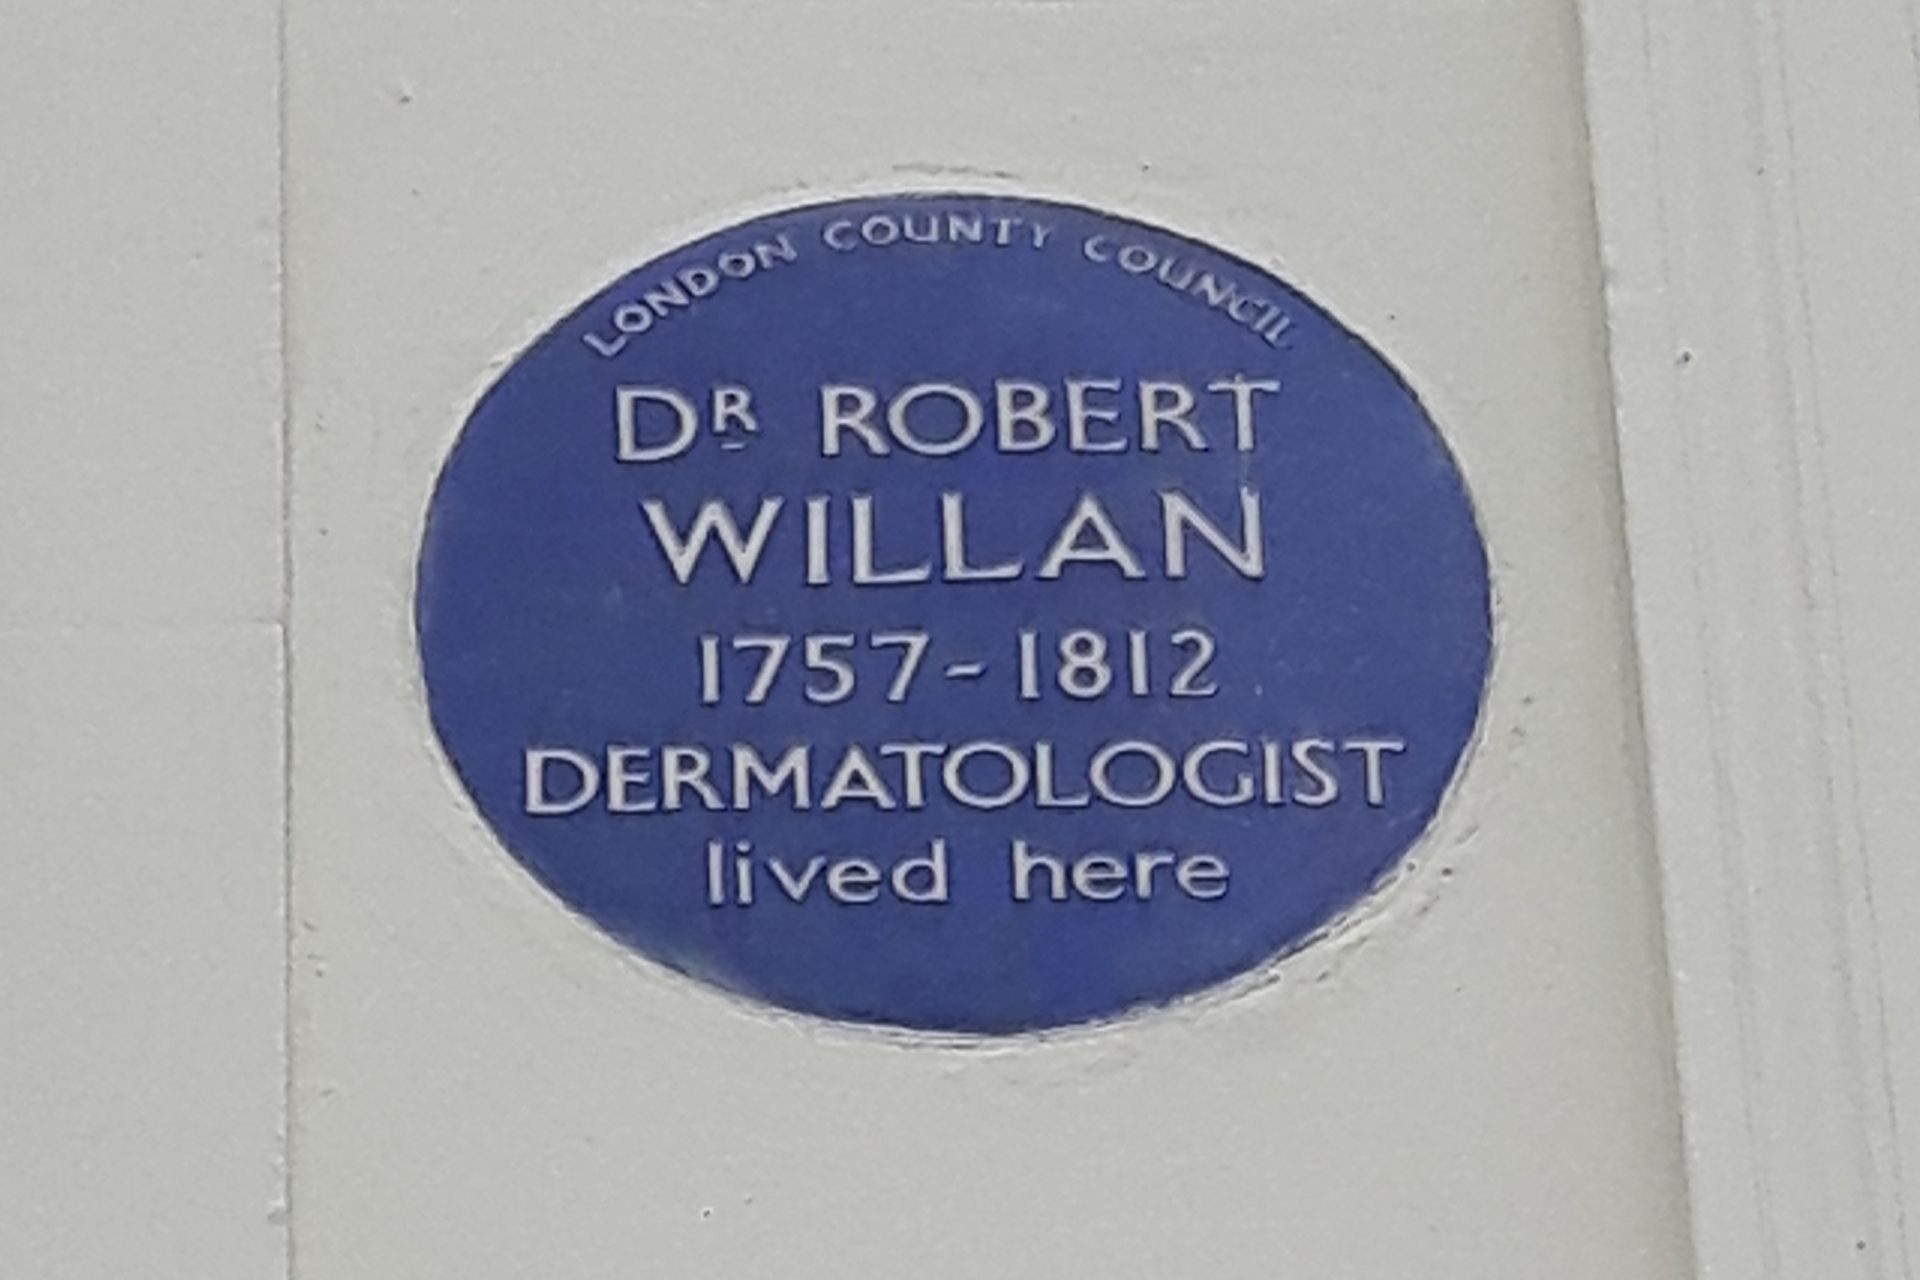 LONDON COUNTY COUNCIL
DR ROBERT
WILLAN
1757-1812
DERMATOLOGIST
lived here